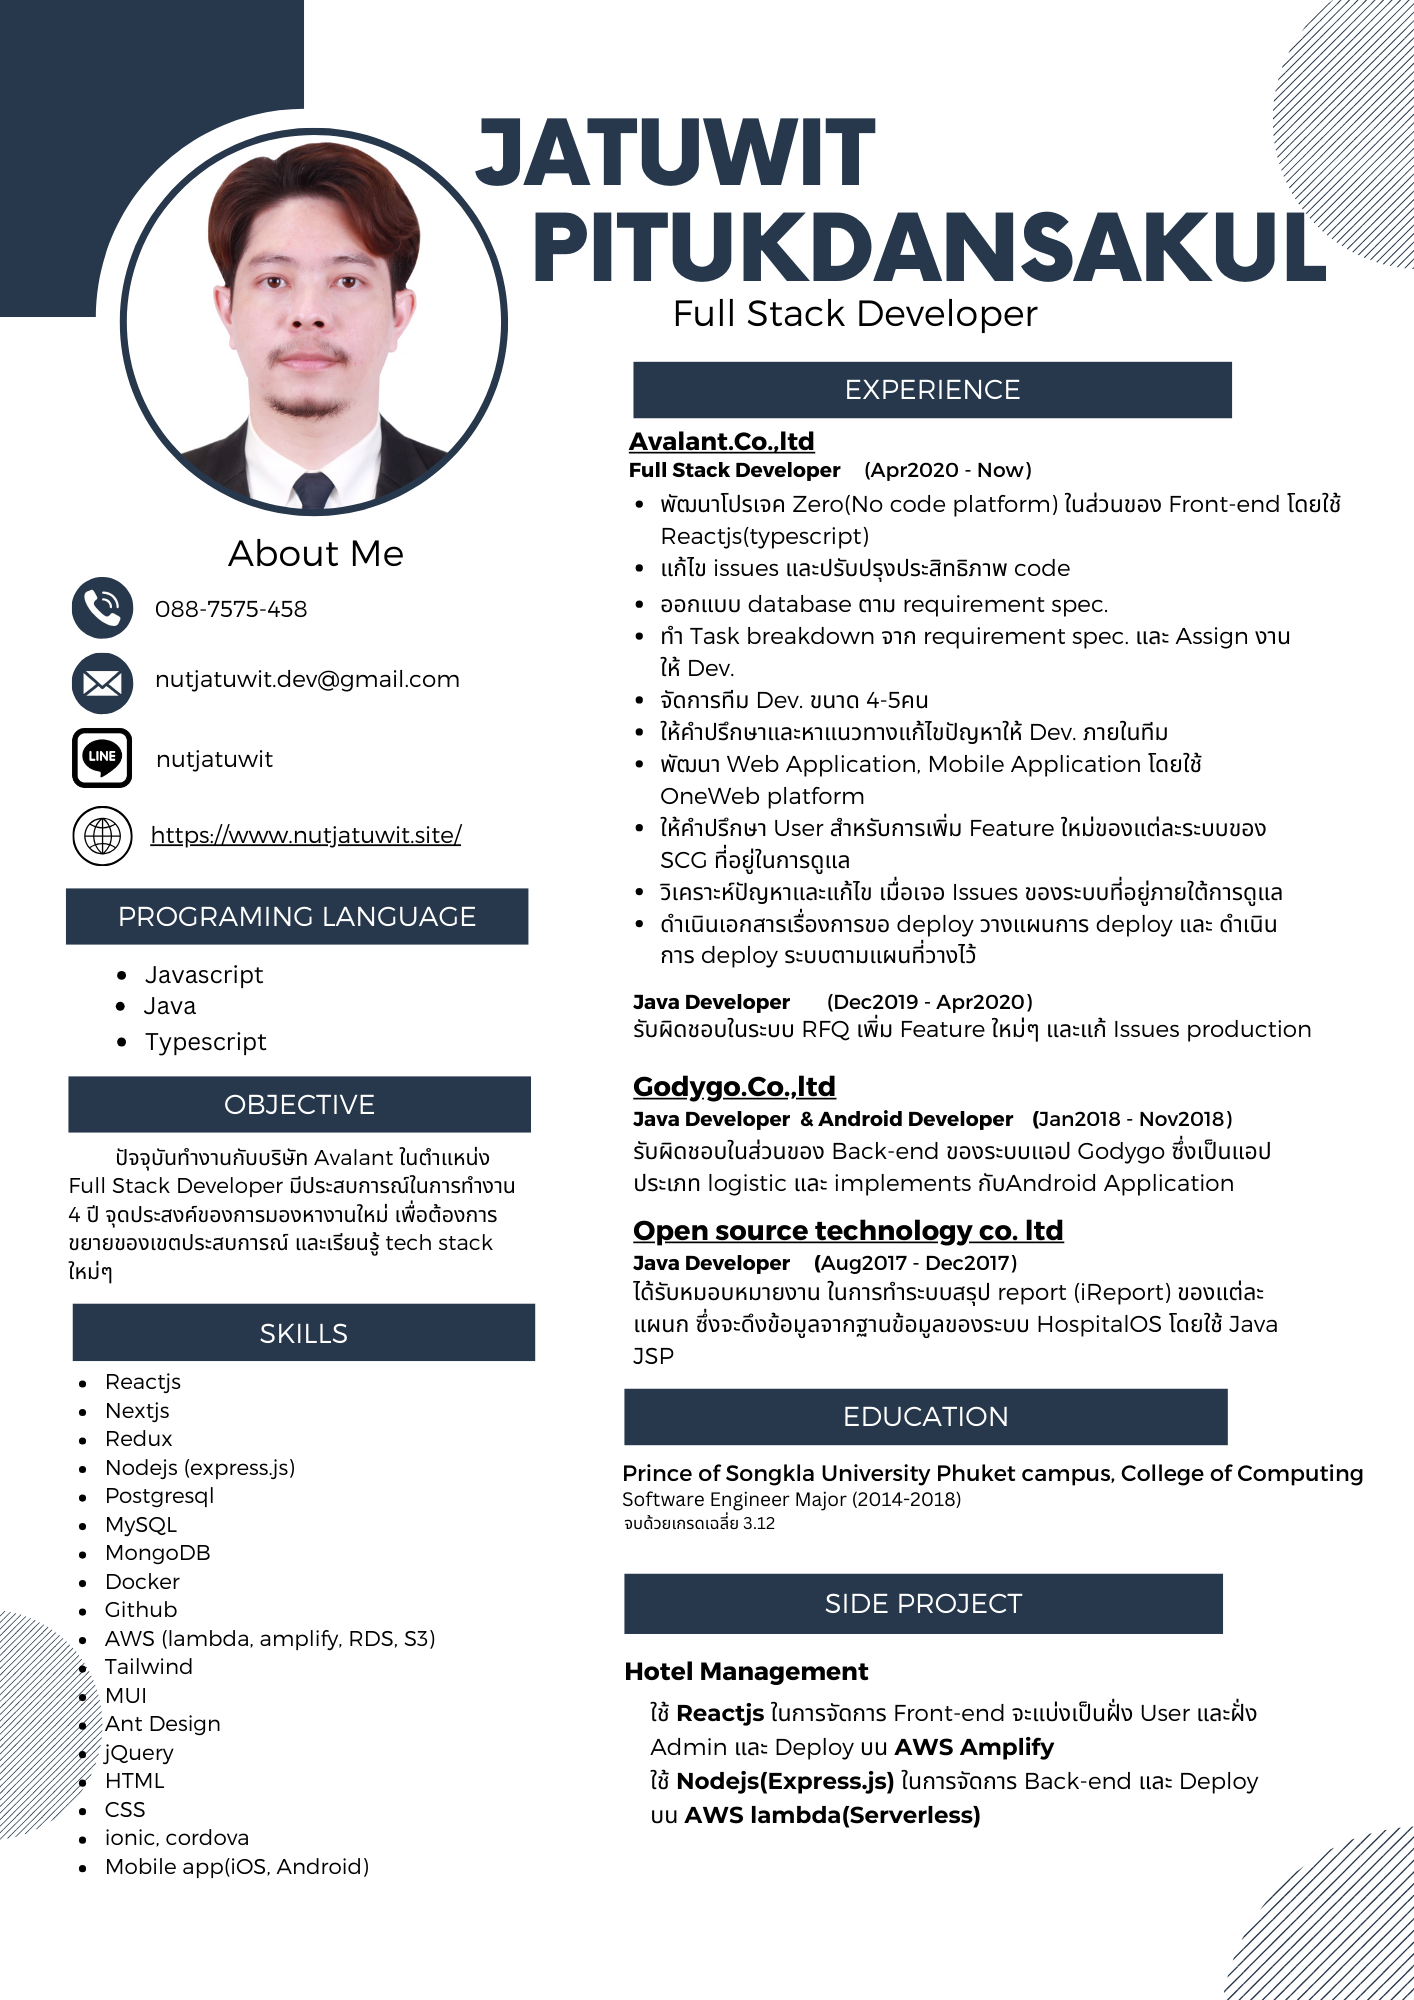 JATUWIT
PITUKDANSAKUL
Full Stack Developer
About Me
088-7575-458
nutjatuwit.dev@gmail.com
LINE
nutjatuwit
https://www.nutjatuwit.site/
PROGRAMING LANGUAGE
• Javascript
• Java
• Typescript
OBJECTIVE
ปัจจุบันทำงานกับบริษัท Avalant ในตำแหน่ง
Full Stack Developer มีประสบการณ์ในการทำงาน
4 ปี จุดประสงค์ของการมองหางานใหม่ เพื่อต้องการ
ขยายของเขตประสบการณ์ และเรียนรู้ tech stack
ใหม่ๆ
SKILLS
• Reactjs
• Nextjs
• Redux
• Nodejs (express.js)
• Postgresql
• MySQL
• MongoDB
• Docker
• Github
• AWS (lambda, amplify, RDS, S3)
• Tailwind
• MUI
• Ant Design
• jQuery
• HTML
• CSS
• ionic, cordova
• Mobile app(iOS, Android)
EXPERIENCE
Avalant.Co.,ltd
Full Stack Developer (Apr2020 - Now)
• พัฒนาโปรเจค Zero(No code platform) ในส่วนของ Front-end โดยใช้
Reactjs(typescript)
• แก้ไข issues และปรับปรุงประสิทธิภาพ code
• ออกแบบ database ตาม requirement spec.
• ทำ Task breakdown จาก requirement spec. และ Assign งาน
ให้ Dev.
• จัดการทีม Dev. ขนาด 4-5คน
• ให้คำปรึกษาและหาแนวทางแก้ไขปัญหาให้ Dev. ภายในทีม
• พัฒนา Web Application, Mobile Application โดยใช้
OneWeb platform
• ให้คำปรึกษา User สำหรับการเพิ่ม Feature ใหม่ของแต่ละระบบของ
SCG ที่อยู่ในการดูแล
• วิเคราะห์ปัญหาและแก้ไข เมื่อเจอ Issues ของระบบที่อยู่ภายใต้การดูแล
• ดำเนินเอกสารเรื่องการขอ deploy วางแผนการ deploy และ ดำเนิน
การ deploy ระบบตามแผนที่วางไว้
Java Developer (Dec2019 - Apr2020)
รับผิดชอบในระบบ RFQ เพิ่ม Feature ใหม่ๆ และแก้ Issues production
Godygo.Co.,ltd
Java Developer & Android Developer (Jan2018 - Nov2018)
รับผิดชอบในส่วนของ Back-end ของระบบแอป Godygo ซึ่งเป็นแอป
ประเภท logistic และ implements กับAndroid Application
Open source technology co. ltd
Java Developer (Aug2017 - Dec2017)
ได้รับหมอบหมายงาน ในการทำระบบสรุป report (iReport) ของแต่ละ
แผนก ซึ่งจะดึงข้อมูลจากฐานข้อมูลของระบบ HospitalOS โดยใช้ Java
JSP
EDUCATION
Prince of Songkla University Phuket campus, College of Computing
Software Engineer Major (2014-2018)
จบด้วยเกรดเฉลี่ย 3.12
SIDE PROJECT
Hotel Management
ใช้ Reactjs ในการจัดการ Front-end จะแบ่งเป็นฝั่ง User และฝั่ง
Admin และ Deploy บน AWS Amplify
ใช้ Nodejs(Express.js) ในการจัดการ Back-end และ Deploy
บน AWS lambda(Serverless)